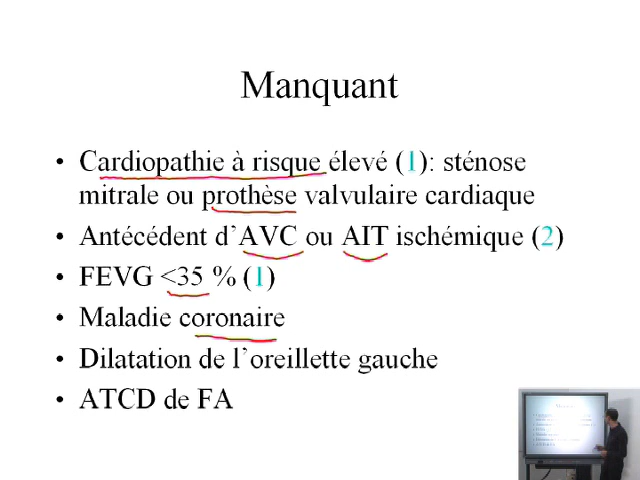 Manquant
• Cardiopathie à risque élevé (1): sténose
mitrale ou prothèse valvulaire cardiaque
• Antécédent d’AVC ou AIT ischémique (2)
• FEVG <35 % (1)
• Maladie coronaire
• Dilatation de l’oreillette gauche
• ATCD de FA